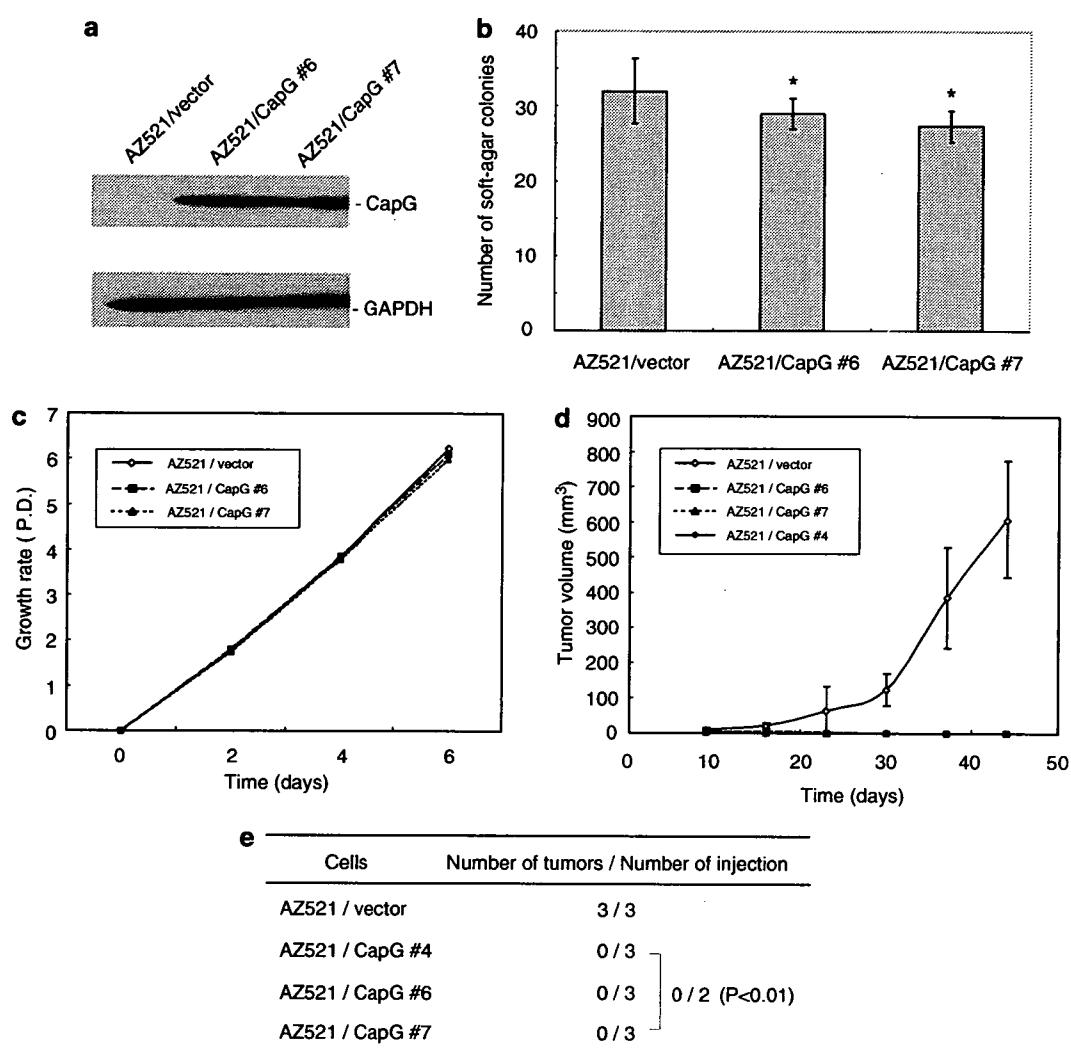 a
AZ521/vector
AZ521/CapG #6
AZ521/CapG #7
- CapG
- GAPDH
b
Number of soft-agar colonies
40
30
20
10
0
*
*
AZ521/vector
AZ521/CapG #6
AZ521/CapG #7
c
Growth rate ( P.D.)
7
6
5
4
3
2
1
0
AZ521 / vector
AZ521 / CapG #6
AZ521 / CapG #7
0
2
4
6
Time (days)
d
Tumor volume (mm3)
900
800
700
600
500
400
300
200
100
0
AZ521 / vector
AZ521 / CapG #6
AZ521 / CapG #7
AZ521 / CapG #4
0
10
20
30
40
50
Time (days)
e
Cells Number of tumors / Number of injection
AZ521 / vector 3 / 3
AZ521 / CapG #4 0 / 3
AZ521 / CapG #6 0 / 3 0 / 2 (P<0.01)
AZ521 / CapG #7 0 / 3